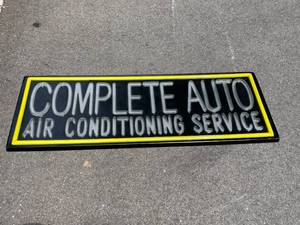 COMPLETE AUTO
AIR CONDITIONING SERVICE